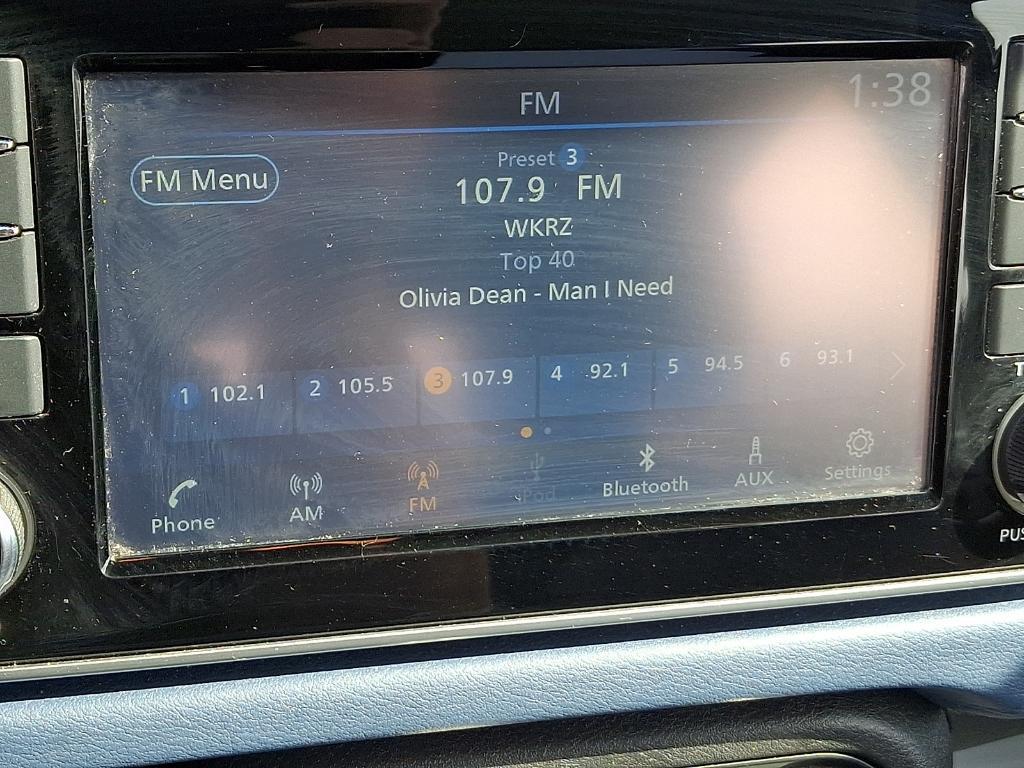 FM
1:38
FM Menu
Preset 3
107.9 FM
WKRZ
Top 40
Olivia Dean - Man I Need
1 102.1
2 105.5
3 107.9
4 92.1
5 94.5
6 93.1
Phone
AM
FM
iPod
Bluetooth
AUX
Settings